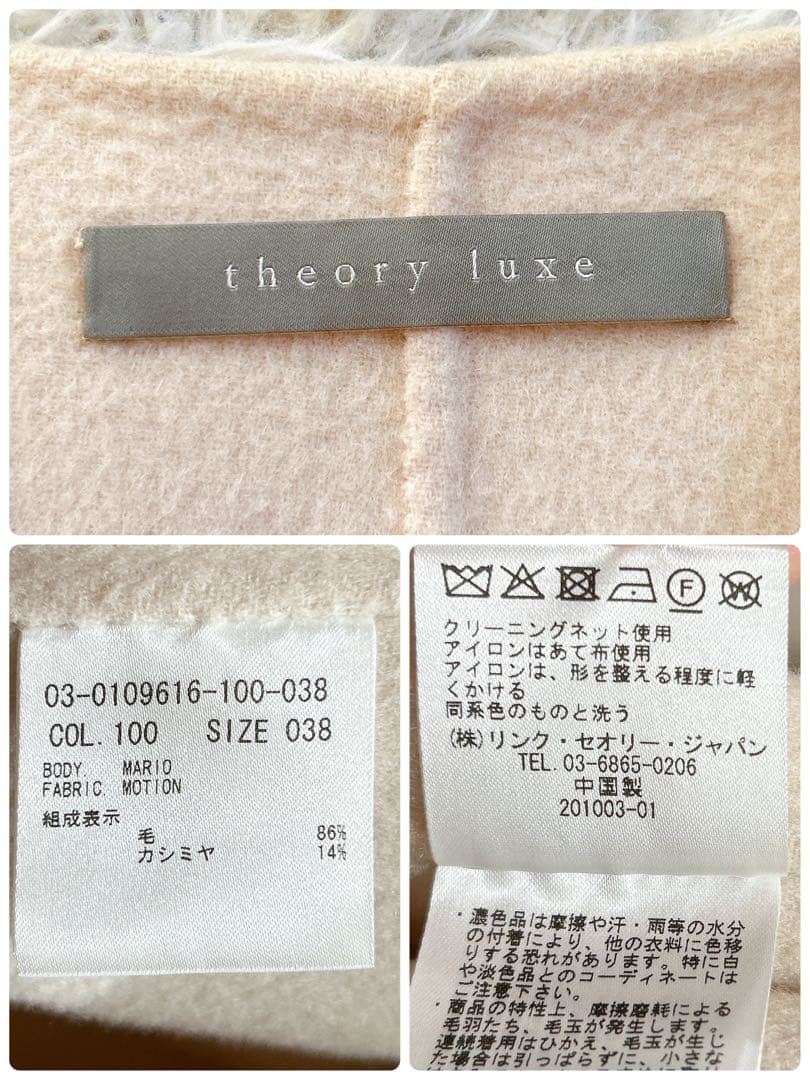 theory luxe
03-0109616-100-038
COL. 100 SIZE 038
BODY. MARIO
FABRIC. MOTION
組成表示
毛 86%
カシミヤ 14%
F
W
クリーニングネット使用
アイロンはあて布使用
アイロンは、形を整える程度に軽
くかける
同系色のものと洗う
(株)リンク・セオリー・ジャパン
TEL. 03-6865-0206
中国製
201003-01
・濃色品は摩擦や汗・雨等の水分
の付着により、他の衣料に色移
りする恐れがあります。特に白
や淡色品とのコーディネートは
ご注意下さい。
・商品の特性上、摩擦磨耗による
毛羽たち、毛玉が発生します。
連続着用はひかえ、毛玉が生じ
た場合は引っぱらずに、小さな